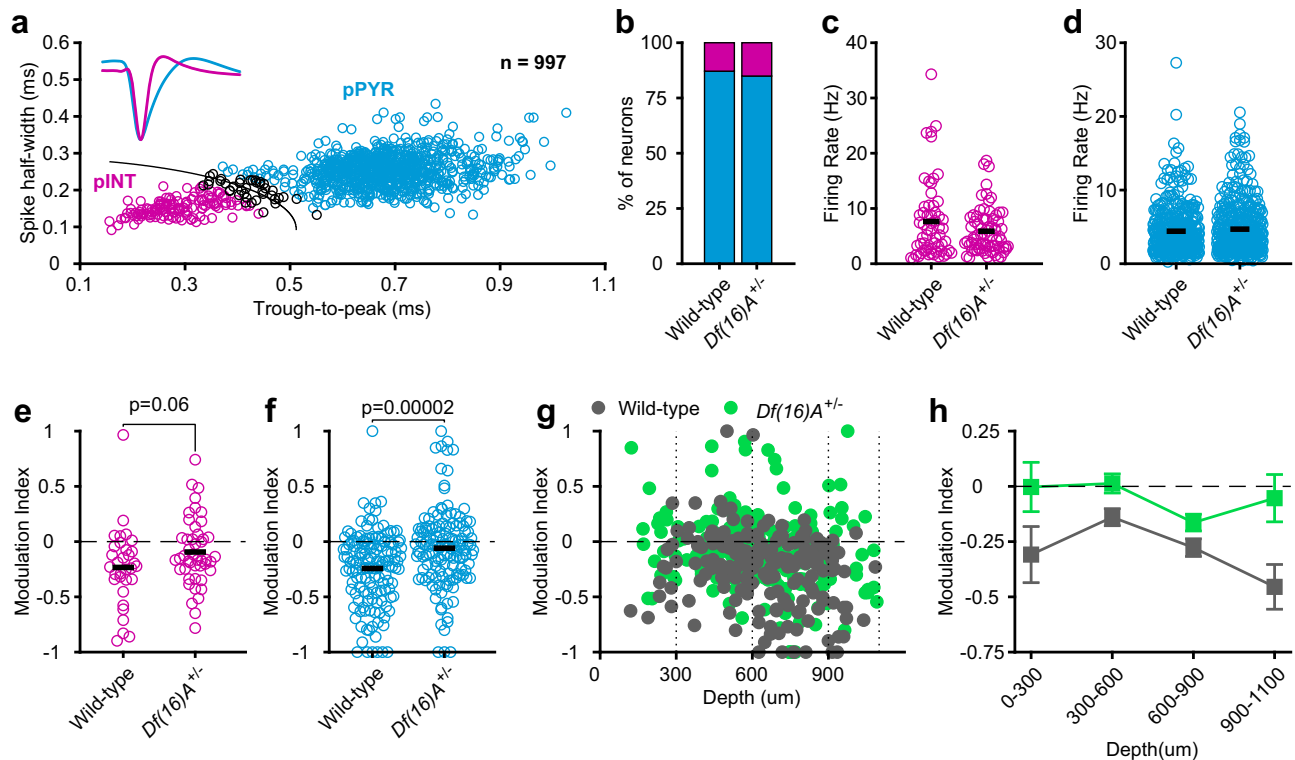 a
0.6
0.5
0.4
0.3
0.2
0.1
0
Spike half-width (ms)
n = 997
pPYR
pINT
0.1
0.3
0.5
0.7
0.9
1.1
Trough-to-peak (ms)
b
100
75
50
25
0
% of neurons
Wild-type
Df(16)A+/-
c
40
30
20
10
0
Firing Rate (Hz)
Wild-type
Df(16)A+/-
d
30
20
10
0
Firing Rate (Hz)
Wild-type
Df(16)A+/-
e
p=0.06
1
0.5
0
-0.5
-1
Modulation Index
Wild-type
Df(16)A+/-
f
p=0.00002
1
0.5
0
-0.5
-1
Modulation Index
Wild-type
Df(16)A+/-
g
Wild-type
Df(16)A+/-
1
0.5
0
-0.5
-1
Modulation Index
0
300
600
900
Depth (um)
h
0.25
0
-0.25
-0.5
-0.75
Modulation Index
0-300
300-600
600-900
900-1100
Depth(um)